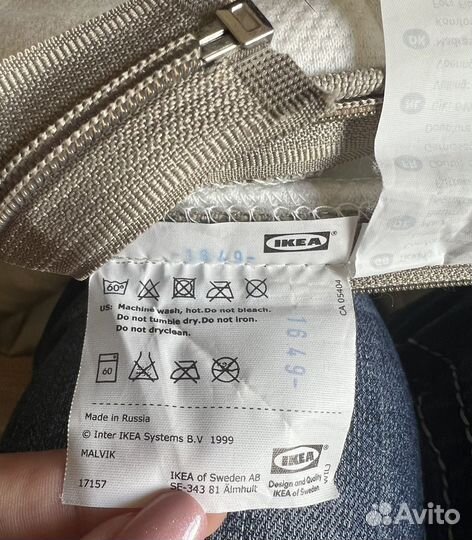 1649-
IKEA
60°
US: Machine wash, hot. Do not bleach.
Do not tumble dry. Do not iron.
Do not dryclean.
60
1649-
CA 05404
Made in Russia
© Inter IKEA Systems B.V 1999
MALVIK
17157
IKEA of Sweden AB
SE-343 81 Älmhult
IKEA
Design and Quality
IKEA of Sweden
Avito